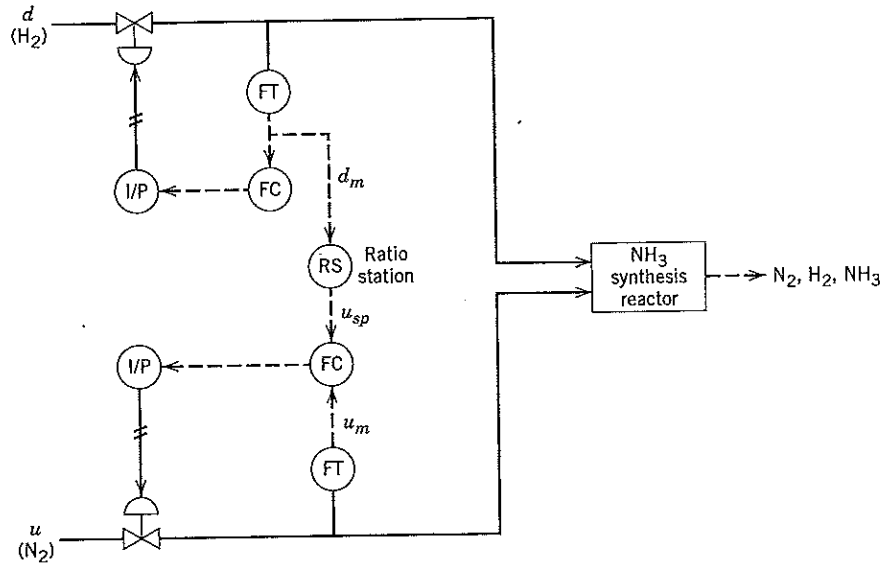 d
(H₂)
FT
I/P
FC
dₘ
RS
Ratio
station
NH₃
synthesis
reactor
N₂, H₂, NH₃
uₛₚ
I/P
FC
uₘ
FT
u
(N₂)